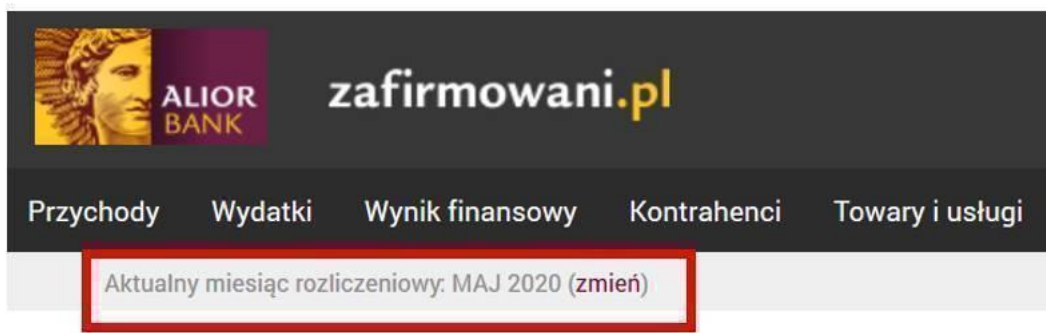 ALIOR
BANK
zafirmowani.pl
Przychody Wydatki Wynik finansowy Kontrahenci Towary i usługi
Aktualny miesiąc rozliczeniowy: MAJ 2020 (zmień)